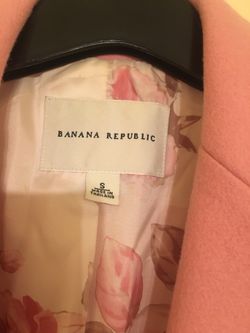 BANANA REPUBLIC
S
MADE IN
THAILAND